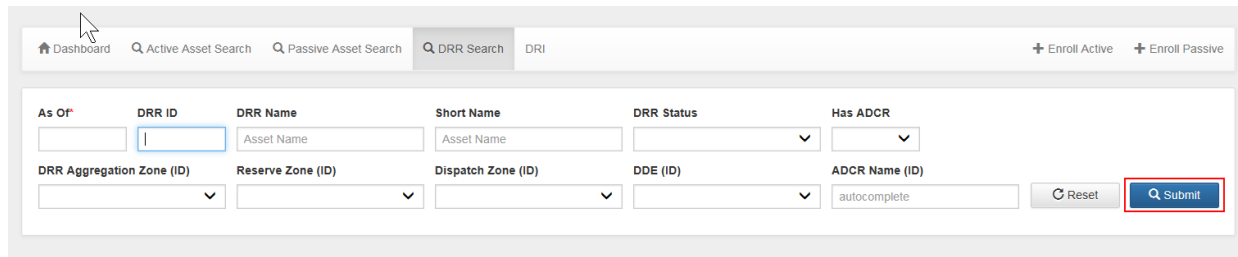 Dashboard Active Asset Search Passive Asset Search DRR Search DRI Enroll Active Enroll Passive
As Of* DRR ID DRR Name Short Name DRR Status Has ADCR
Asset Name Asset Name
DRR Aggregation Zone (ID) Reserve Zone (ID) Dispatch Zone (ID) DDE (ID) ADCR Name (ID)
autocomplete Reset Submit